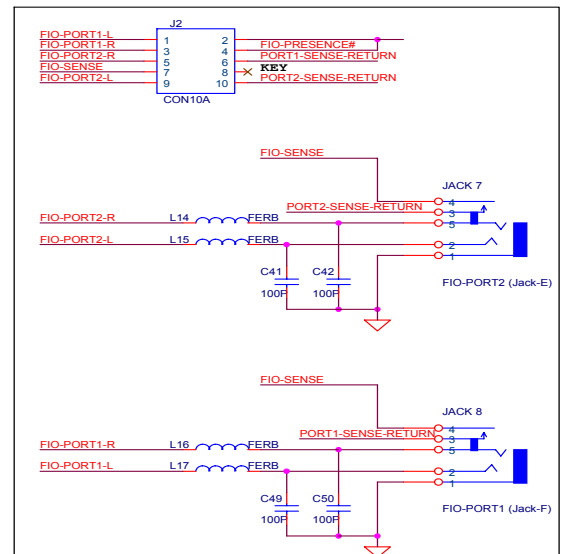 J2
FIO-PORT1-L 1 2
FIO-PORT1-R 3 4 FIO-PRESENCE#
FIO-PORT2-R 5 6 PORT1-SENSE-RETURN
FIO-SENSE 7 8 KEY
FIO-PORT2-L 9 10 PORT2-SENSE-RETURN
CON10A
FIO-SENSE
JACK 7
4
PORT2-SENSE-RETURN 3
FIO-PORT2-R L14 FERB 5
FIO-PORT2-L L15 FERB 2
1
C41 C42
100P 100P
FIO-PORT2 (Jack-E)
FIO-SENSE
JACK 8
4
PORT1-SENSE-RETURN 3
FIO-PORT1-R L16 FERB 5
FIO-PORT1-L L17 FERB 2
1
C49 C50
100P 100P
FIO-PORT1 (Jack-F)